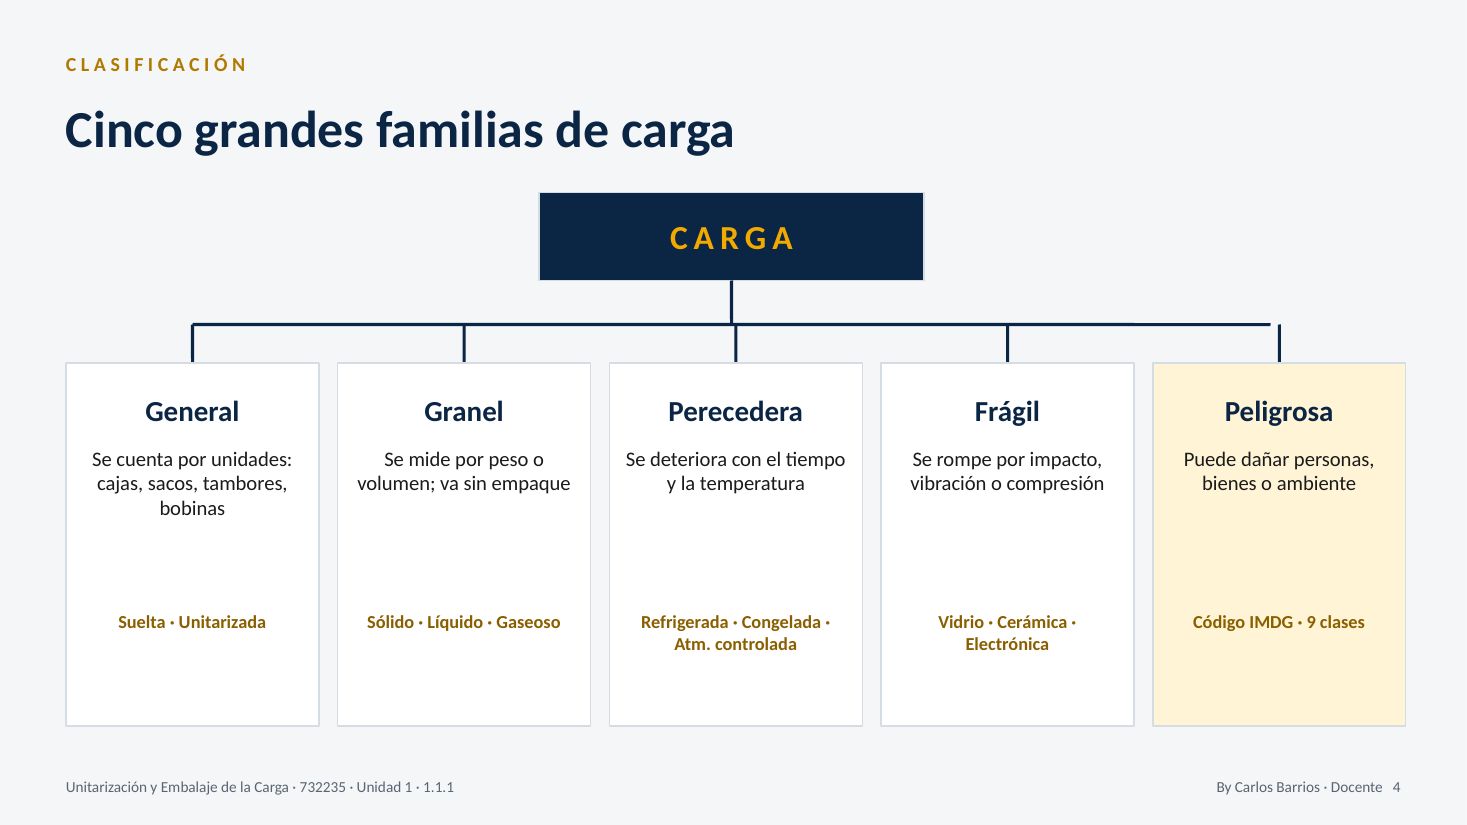 CLASIFICACIÓN
Cinco grandes familias de carga
CARGA
General
Se cuenta por unidades:
cajas, sacos, tambores,
bobinas
Suelta · Unitarizada
Granel
Se mide por peso o
volumen; va sin empaque
Sólido · Líquido · Gaseoso
Perecedera
Se deteriora con el tiempo
y la temperatura
Refrigerada · Congelada ·
Atm. controlada
Frágil
Se rompe por impacto,
vibración o compresión
Vidrio · Cerámica ·
Electrónica
Peligrosa
Puede dañar personas,
bienes o ambiente
Código IMDG · 9 clases
Unitarización y Embalaje de la Carga · 732235 · Unidad 1 · 1.1.1
By Carlos Barrios · Docente 4